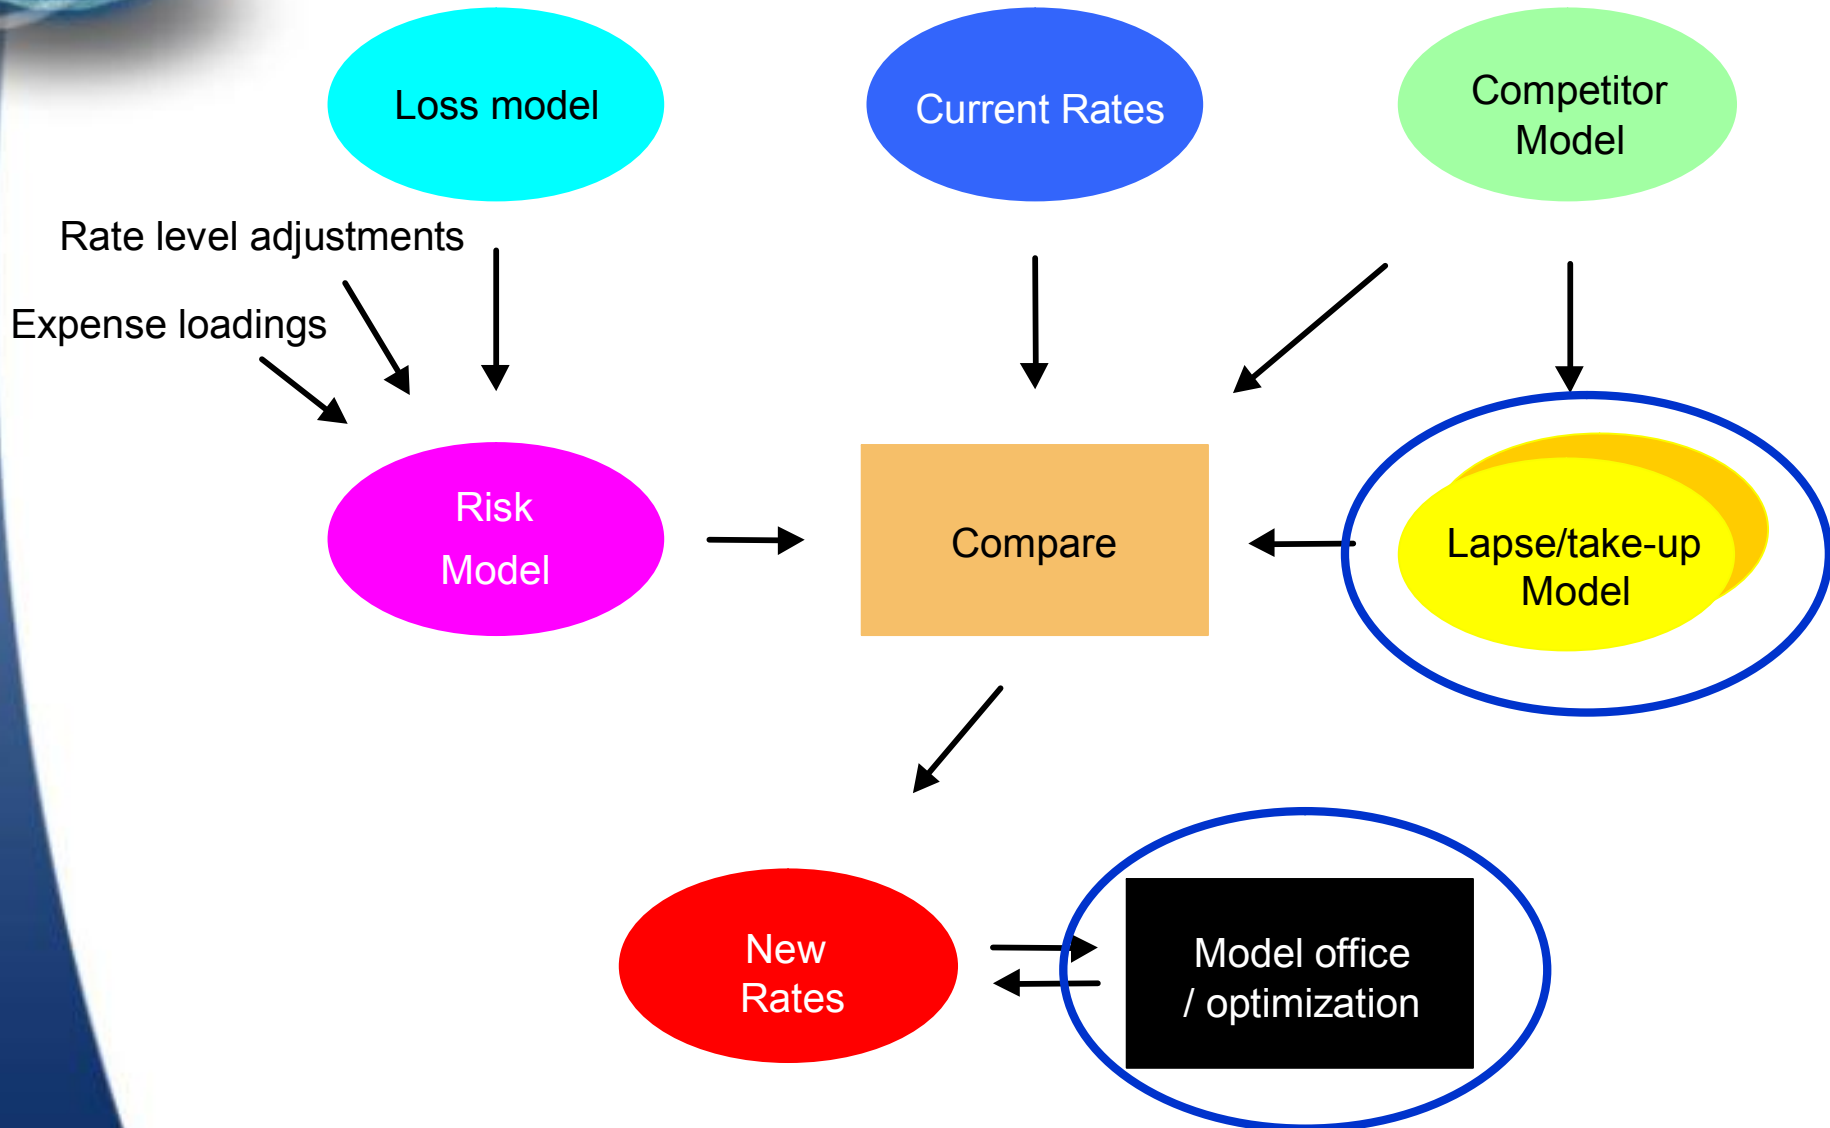 Loss model
Current Rates
Competitor
Model
Rate level adjustments
Expense loadings
Risk
Model
Compare
Lapse/take-up
Model
New
Rates
Model office
/ optimization